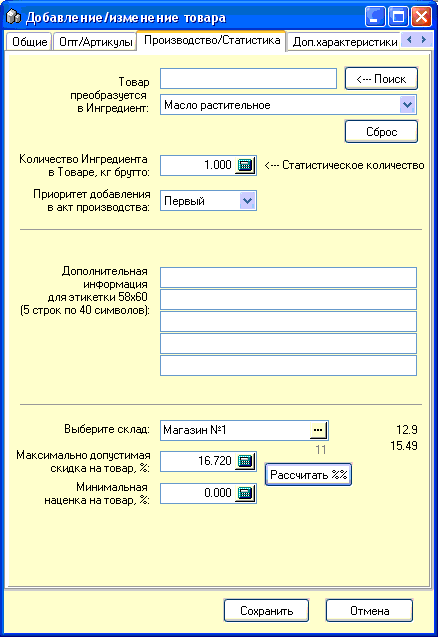 Добавление/изменение товара
Общие
Опт/Артикулы
Производство/Статистика
Доп.характеристики
Товар
преобразуется
в Ингредиент:
<--- Поиск
Масло растительное
Сброс
Количество Ингредиента
в Товаре, кг брутто:
1.000
<--- Статистическое количество
Приоритет добавления
в акт производства:
Первый
Дополнительная
информация
для этикетки 58x60
(5 строк по 40 символов):
Выберите склад:
Магазин №1
...
12.9
11
15.49
Максимально допустимая
скидка на товар, %:
16.720
Рассчитать %%
Минимальная
наценка на товар, %:
0.000
Сохранить
Отмена